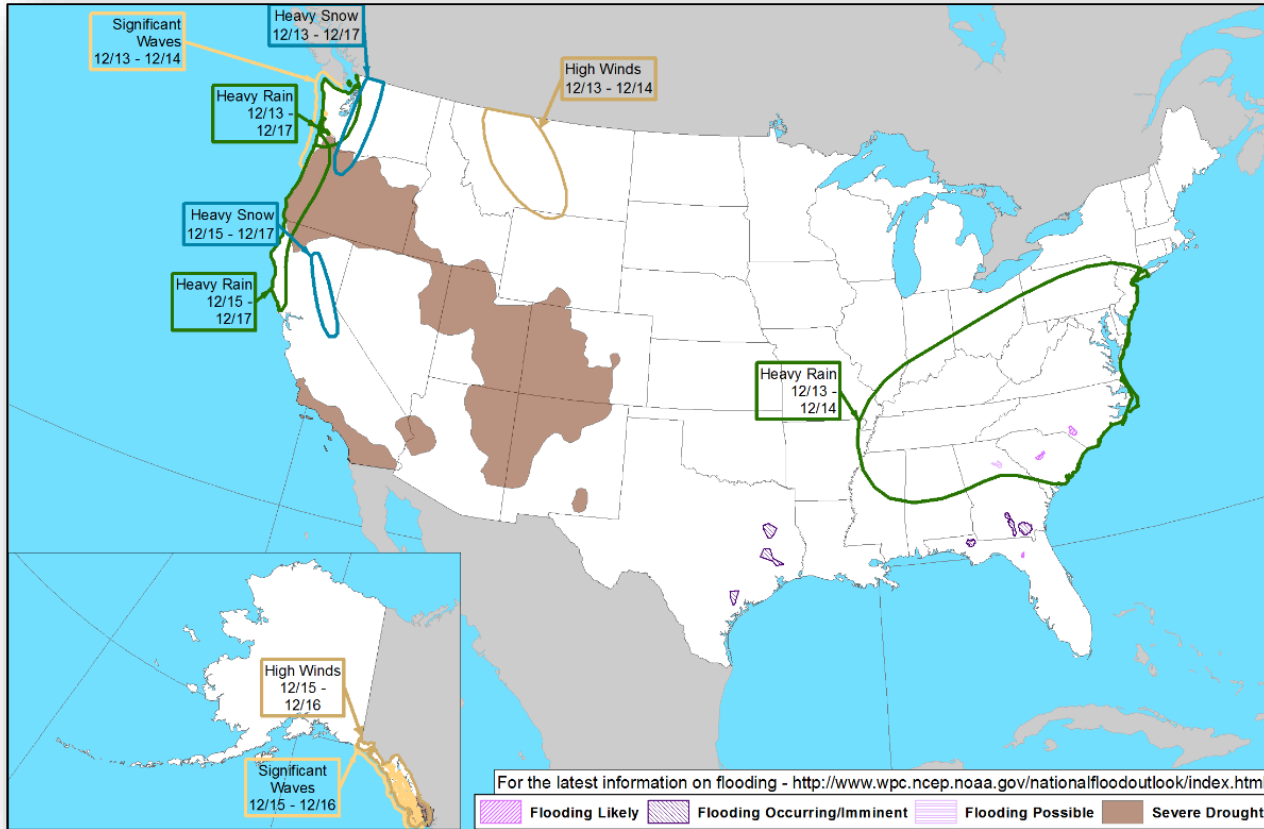 Heavy Snow
12/13 - 12/17
Significant
Waves
12/13 - 12/14
High Winds
12/13 - 12/14
Heavy Rain
12/13 -
12/17
Heavy Snow
12/15 - 12/17
Heavy Rain
12/15 -
12/17
Heavy Rain
12/13 -
12/14
High Winds
12/15 -
12/16
Significant
Waves
12/15 - 12/16
For the latest information on flooding - http://www.wpc.ncep.noaa.gov/nationalfloodoutlook/index.html
Flooding Likely
Flooding Occurring/Imminent
Flooding Possible
Severe Drought